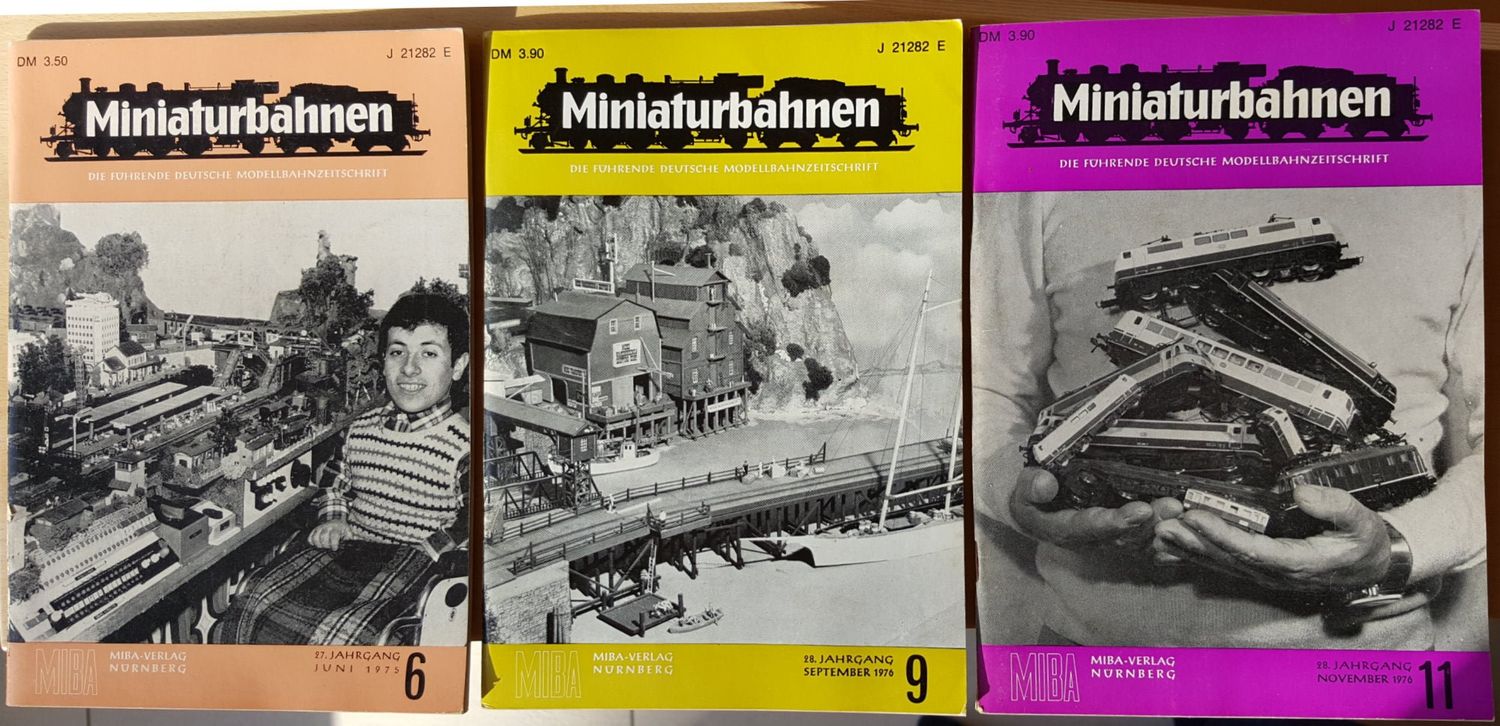 DM 3.50
J 21282 E
Miniaturbahnen
DIE FÜHRENDE DEUTSCHE MODELLBAHNZEITSCHRIFT
MIBA
MIBA-VERLAG
NÜRNBERG
27. JAHRGANG
JUNI 1975
6
DM 3.90
J 21282 E
Miniaturbahnen
DIE FÜHRENDE DEUTSCHE MODELLBAHNZEITSCHRIFT
MIBA
MIBA-VERLAG
NÜRNBERG
28. JAHRGANG
SEPTEMBER 1976
9
DM 3.90
J 21282 E
Miniaturbahnen
DIE FÜHRENDE DEUTSCHE MODELLBAHNZEITSCHRIFT
MIBA
MIBA-VERLAG
NÜRNBERG
28. JAHRGANG
NOVEMBER 1976
11